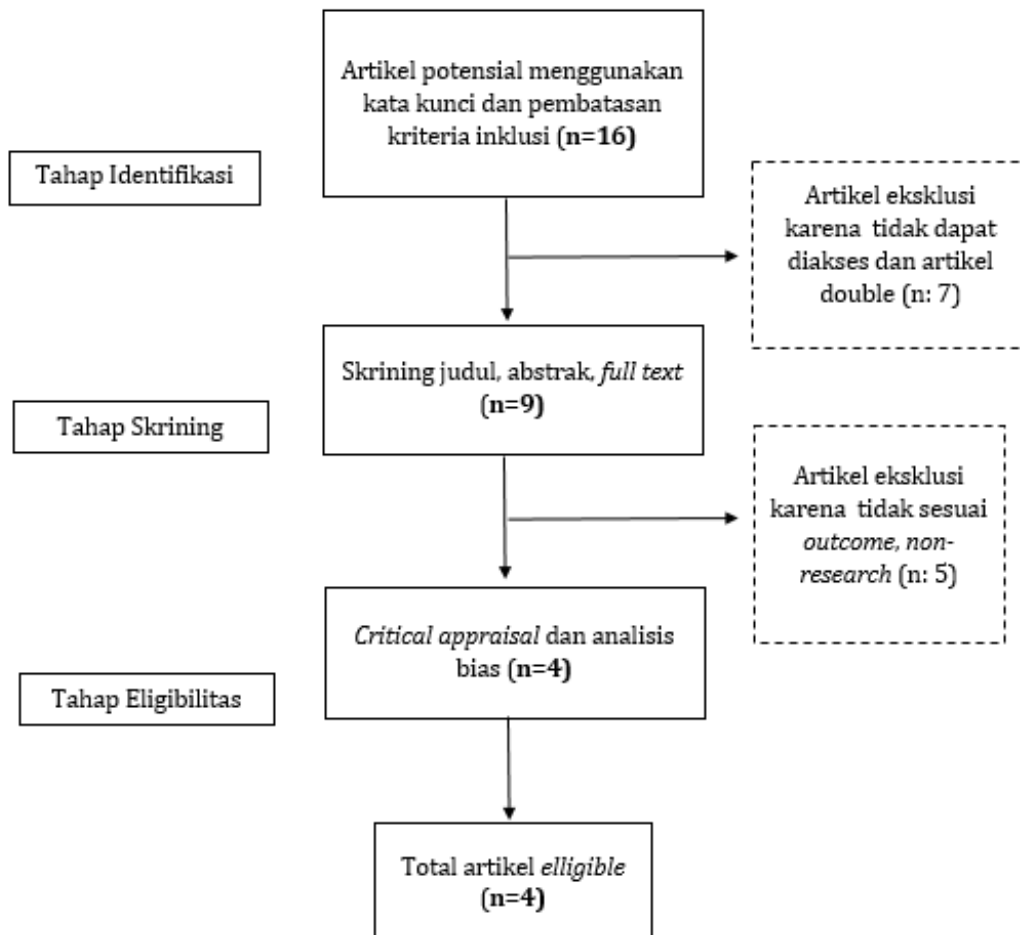 Artikel potensial menggunakan
kata kunci dan pembatasan
kriteria inklusi (n=16)
Tahap Identifikasi
Artikel eksklusi
karena tidak dapat
diakses dan artikel
double (n: 7)
Skrining judul, abstrak, full text
(n=9)
Tahap Skrining
Artikel eksklusi
karena tidak sesuai
outcome, non-
research (n: 5)
Critical appraisal dan analisis
bias (n=4)
Tahap Eligibilitas
Total artikel elligible
(n=4)